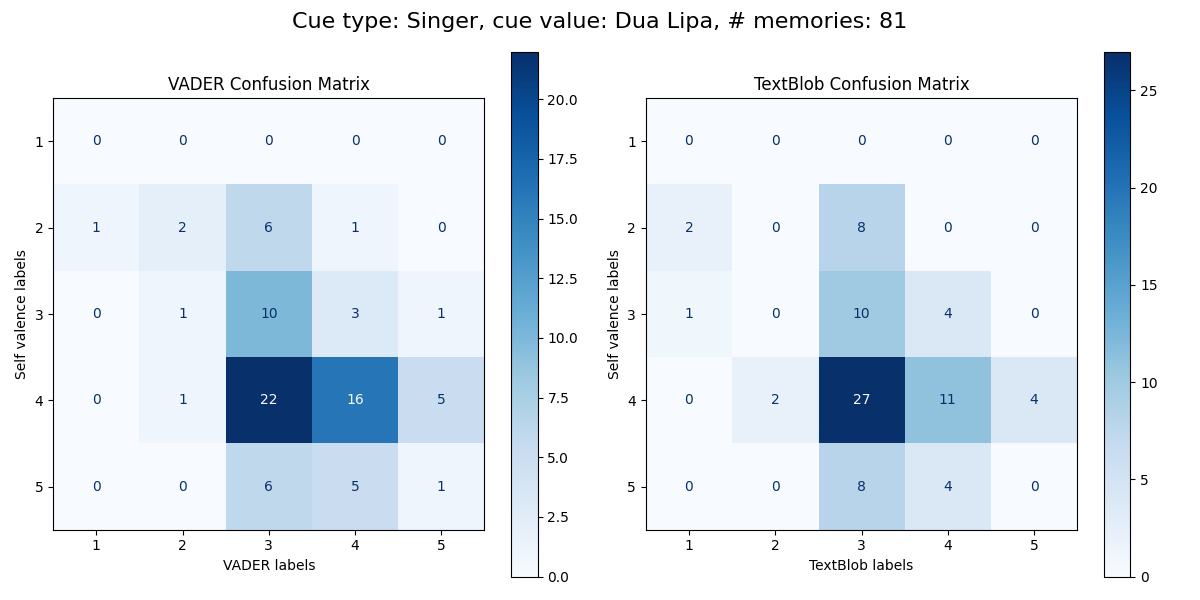 Cue type: Singer, cue value: Dua Lipa, # memories: 81
VADER Confusion Matrix
Self valence labels
1 0 0 0 0 0
2 1 2 6 1 0
3 0 1 10 3 1
4 0 1 22 16 5
5 0 0 6 5 1
1 2 3 4 5
VADER labels
20.0
17.5
15.0
12.5
10.0
7.5
5.0
2.5
0.0
TextBlob Confusion Matrix
Self valence labels
1 0 0 0 0 0
2 2 0 8 0 0
3 1 0 10 4 0
4 0 2 27 11 4
5 0 0 8 4 0
1 2 3 4 5
TextBlob labels
25
20
15
10
5
0